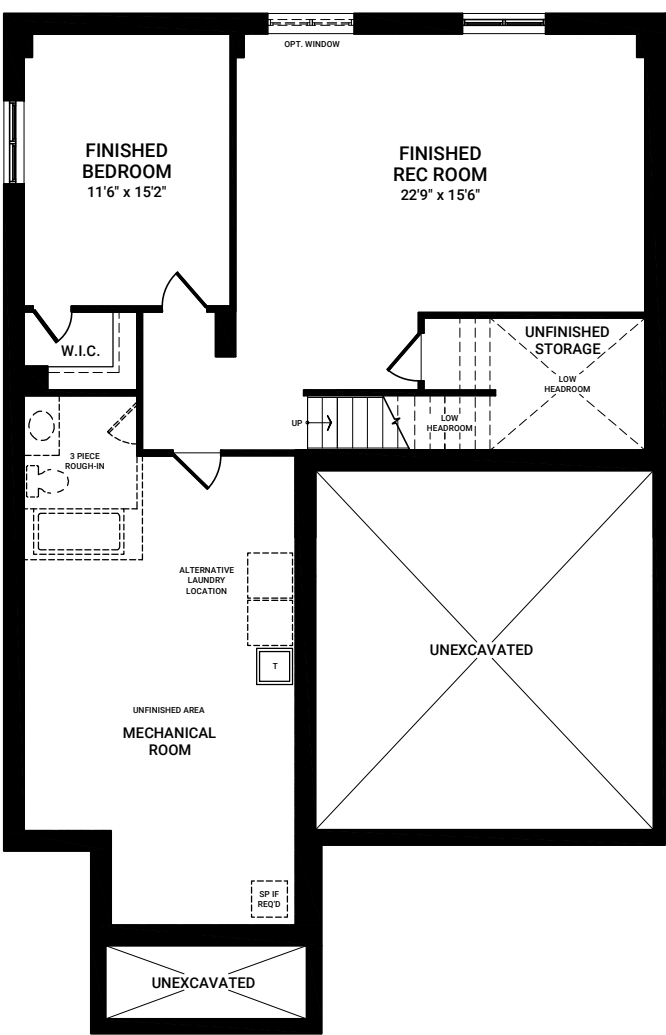 OPT. WINDOW
FINISHED
BEDROOM
11'6" x 15'2"
FINISHED
REC ROOM
22'9" x 15'6"
W.I.C.
UNFINISHED
STORAGE
LOW
HEADROOM
UP
LOW
HEADROOM
3 PIECE
ROUGH-IN
ALTERNATIVE
LAUNDRY
LOCATION
T
UNEXCAVATED
UNFINISHED AREA
MECHANICAL
ROOM
SP IF
REQ'D
UNEXCAVATED